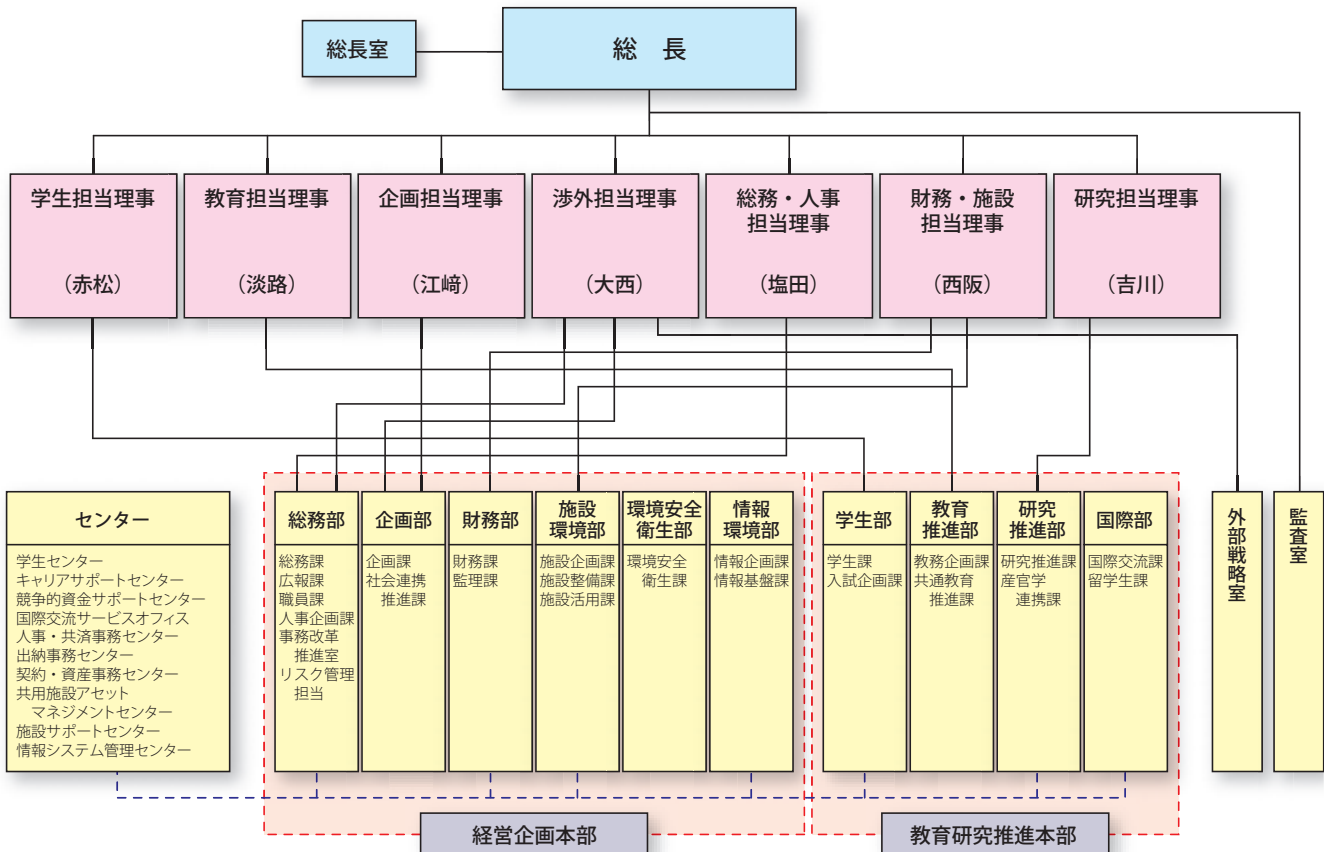 総長室
総 長
学生担当理事
（赤松）
教育担当理事
（淡路）
企画担当理事
（江﨑）
渉外担当理事
（大西）
総務・人事
担当理事
（塩田）
財務・施設
担当理事
（西阪）
研究担当理事
（吉川）
センター
学生センター
キャリアサポートセンター
競争的資金サポートセンター
国際交流サービスオフィス
人事・共済事務センター
出納事務センター
契約・資産事務センター
共用施設アセット
マネジメントセンター
施設サポートセンター
情報システム管理センター
総務部
総務課
広報課
職員課
人事企画課
事務改革
推進室
リスク管理
担当
企画部
企画課
社会連携
推進課
財務部
財務課
監理課
施設
環境部
施設企画課
施設整備課
施設活用課
環境安全
衛生部
環境安全
衛生課
情報
環境部
情報企画課
情報基盤課
学生部
学生課
入試企画課
教育
推進部
教務企画課
共通教育
推進課
研究
推進部
研究推進課
産官学
連携課
国際部
国際交流課
留学生課
外部戦略室
監査室
経営企画本部
教育研究推進本部